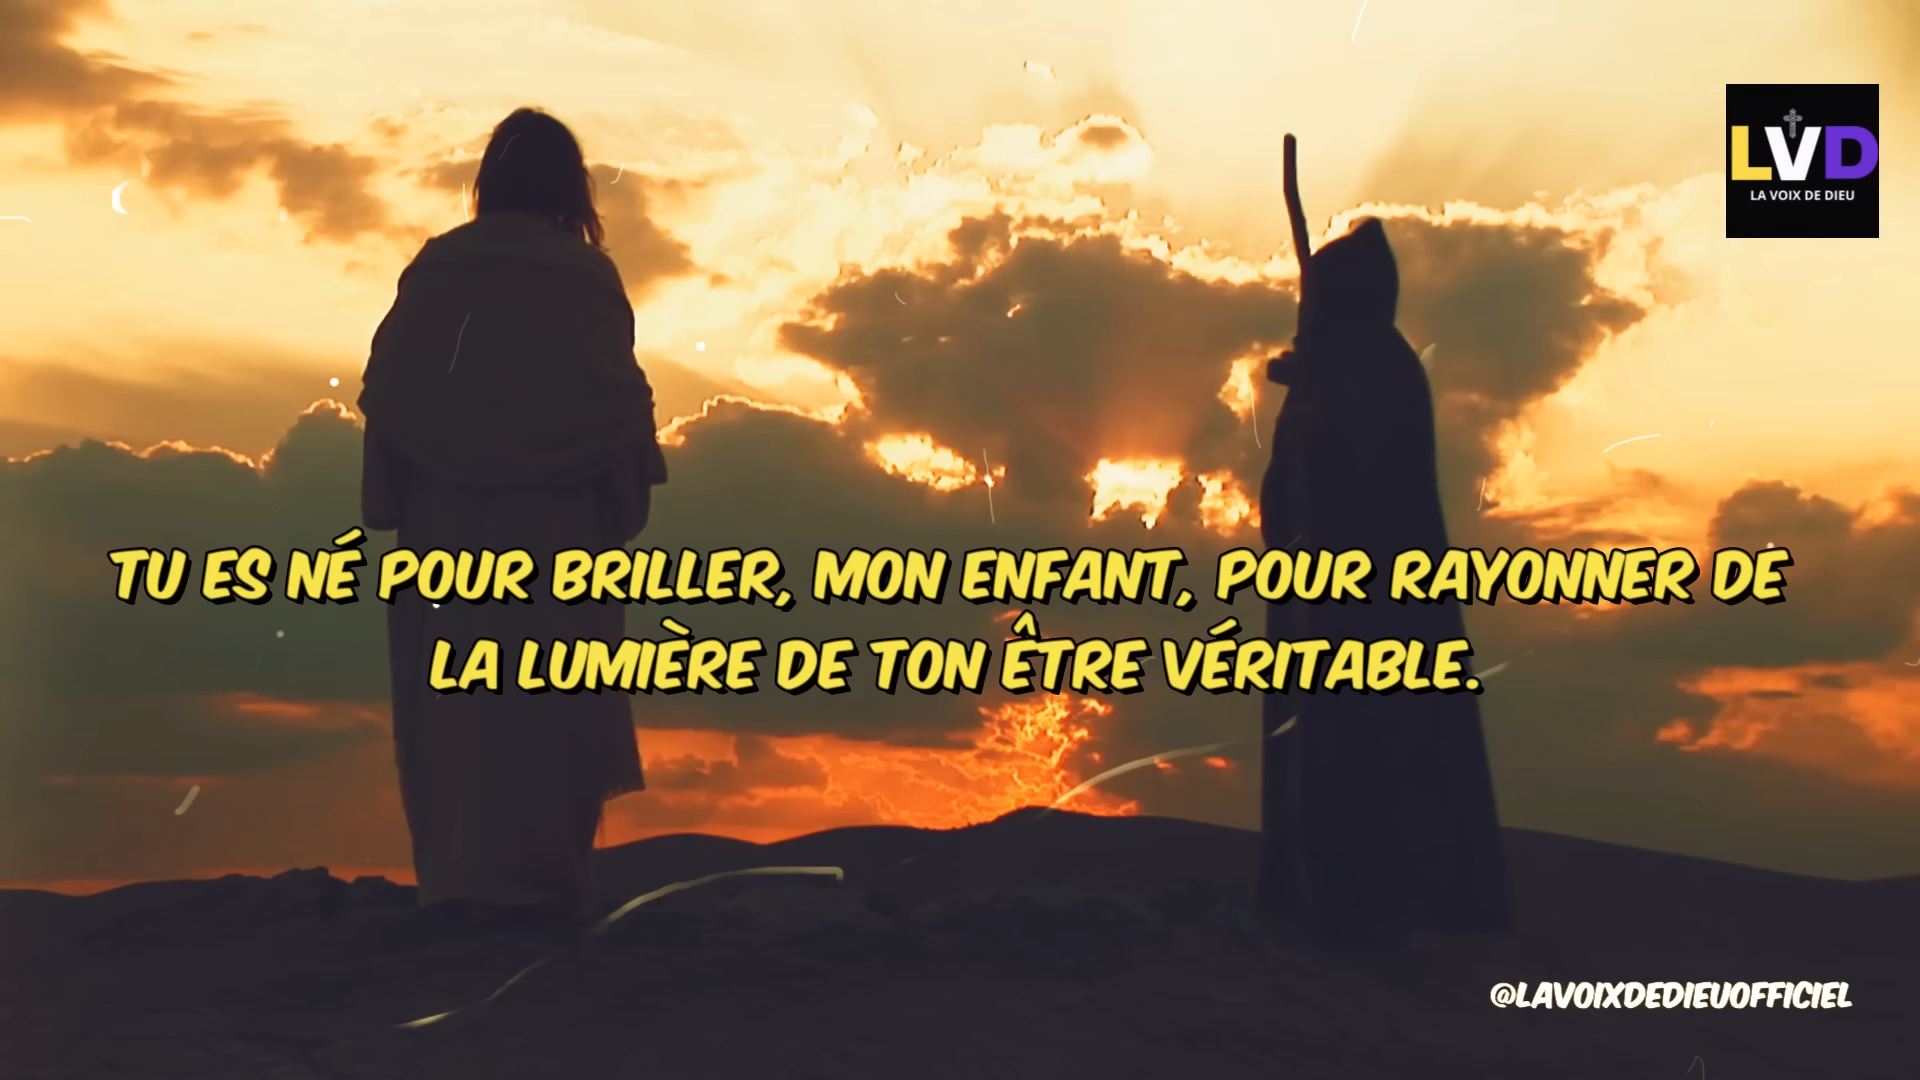 LVD
LA VOIX DE DIEU
TU ES NÉ POUR BRILLER, MON ENFANT, POUR RAYONNER DE
LA LUMIÈRE DE TON ÊTRE VÉRITABLE.
@LAVOIXDEDIEUOFFICIEL